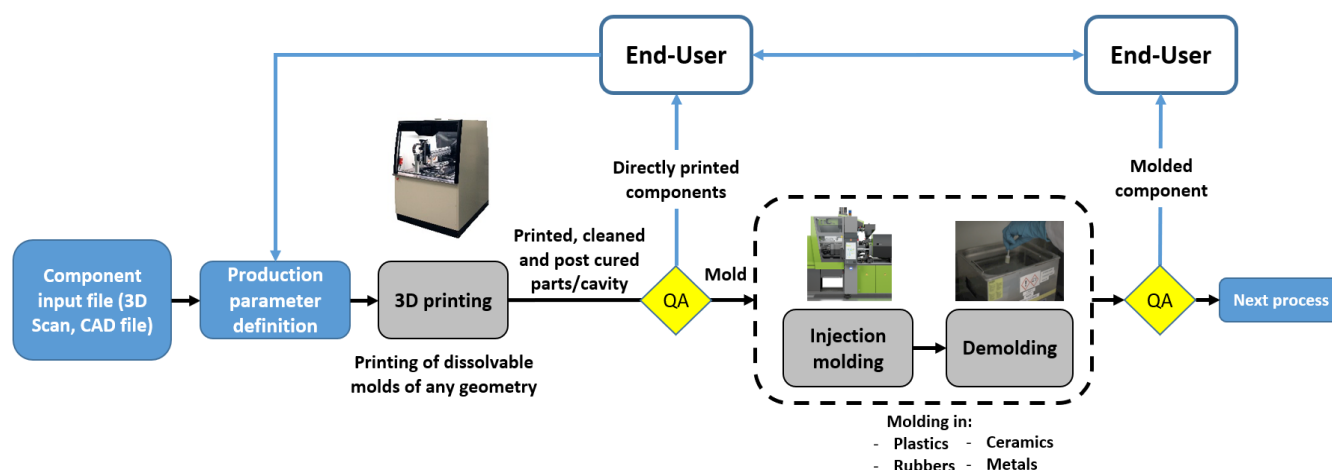 End-User
End-User
Directly printed
components
Molded
component
Component
input file (3D
Scan, CAD file)
Production
parameter
definition
3D printing
Printed, cleaned
and post cured
parts/cavity
QA
Mold
Injection
molding
Demolding
QA
Next process
Printing of dissolvable
molds of any geometry
Molding in:
- Plastics - Ceramics
- Rubbers - Metals